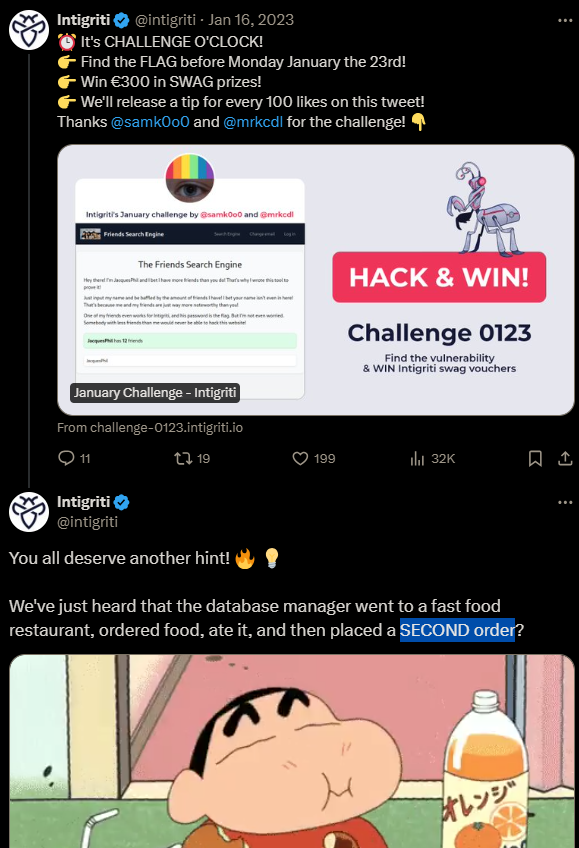 Intigriti @intigriti · Jan 16, 2023
⏰ It's CHALLENGE O'CLOCK!
👉 Find the FLAG before Monday January the 23rd!
👉 Win €300 in SWAG prizes!
👉 We'll release a tip for every 100 likes on this tweet!
Thanks @samk0o0 and @mrkcdl for the challenge! 👇
Intigriti's January challenge by @samk0o0 and @mrkcdl
Friends Search Engine Search Engine Change email Log in
The Friends Search Engine
Hey there! I'm JacquesPhil and I bet I have more friends than you do! That's why I wrote this tool to
prove it!
Just input my name and be baffled by the amount of friends I have! I bet your name isn't even in here!
That's because me and my friends are just way more noteworthy than you!
One of my friends even works for Intigriti, and his password is the flag. But I'm not even worried.
Somebody with less friends than me would never be able to hack this website!
JacquesPhil has 12 friends
JacquesPhil
January Challenge - Intigriti
HACK & WIN!
Challenge 0123
Find the vulnerability
& WIN Intigriti swag vouchers
From challenge-0123.intigriti.io
11 19 199 32K
Intigriti
@intigriti
You all deserve another hint! 🔥 💡
We've just heard that the database manager went to a fast food
restaurant, ordered food, ate it, and then placed a SECOND order?
オレンジ